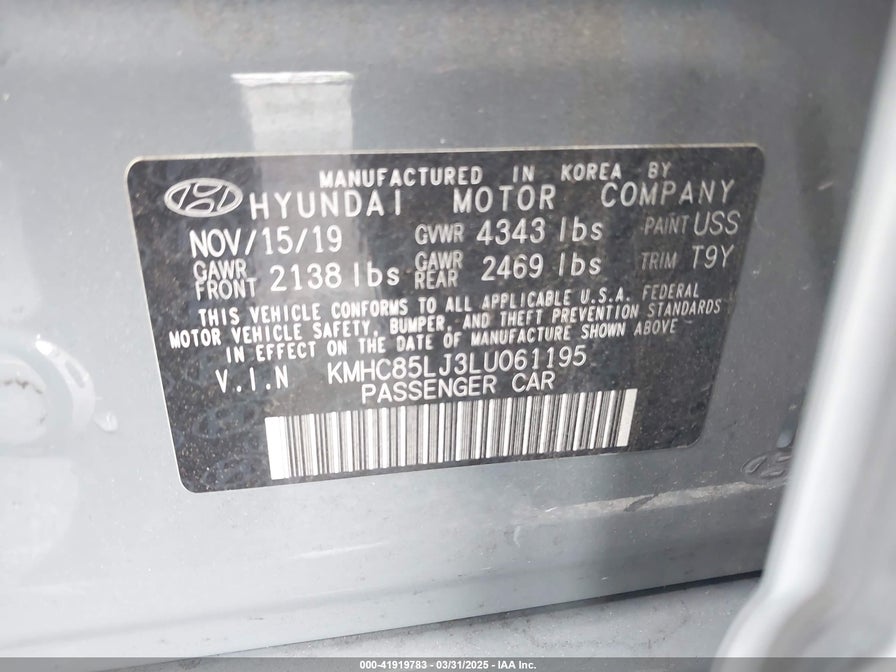 MANUFACTURED IN KOREA BY
HYUNDAI MOTOR COMPANY
NOV/15/19 GVWR 4343 lbs PAINT USS
GAWR FRONT 2138 lbs GAWR REAR 2469 lbs TRIM T9Y
THIS VEHICLE CONFORMS TO ALL APPLICABLE U.S.A. FEDERAL
MOTOR VEHICLE SAFETY, BUMPER, AND THEFT PREVENTION STANDARDS
IN EFFECT ON THE DATE OF MANUFACTURE SHOWN ABOVE
V.I.N KMHC85LJ3LU061195
PASSENGER CAR
000-41919783 - 03/31/2025 - IAA Inc.